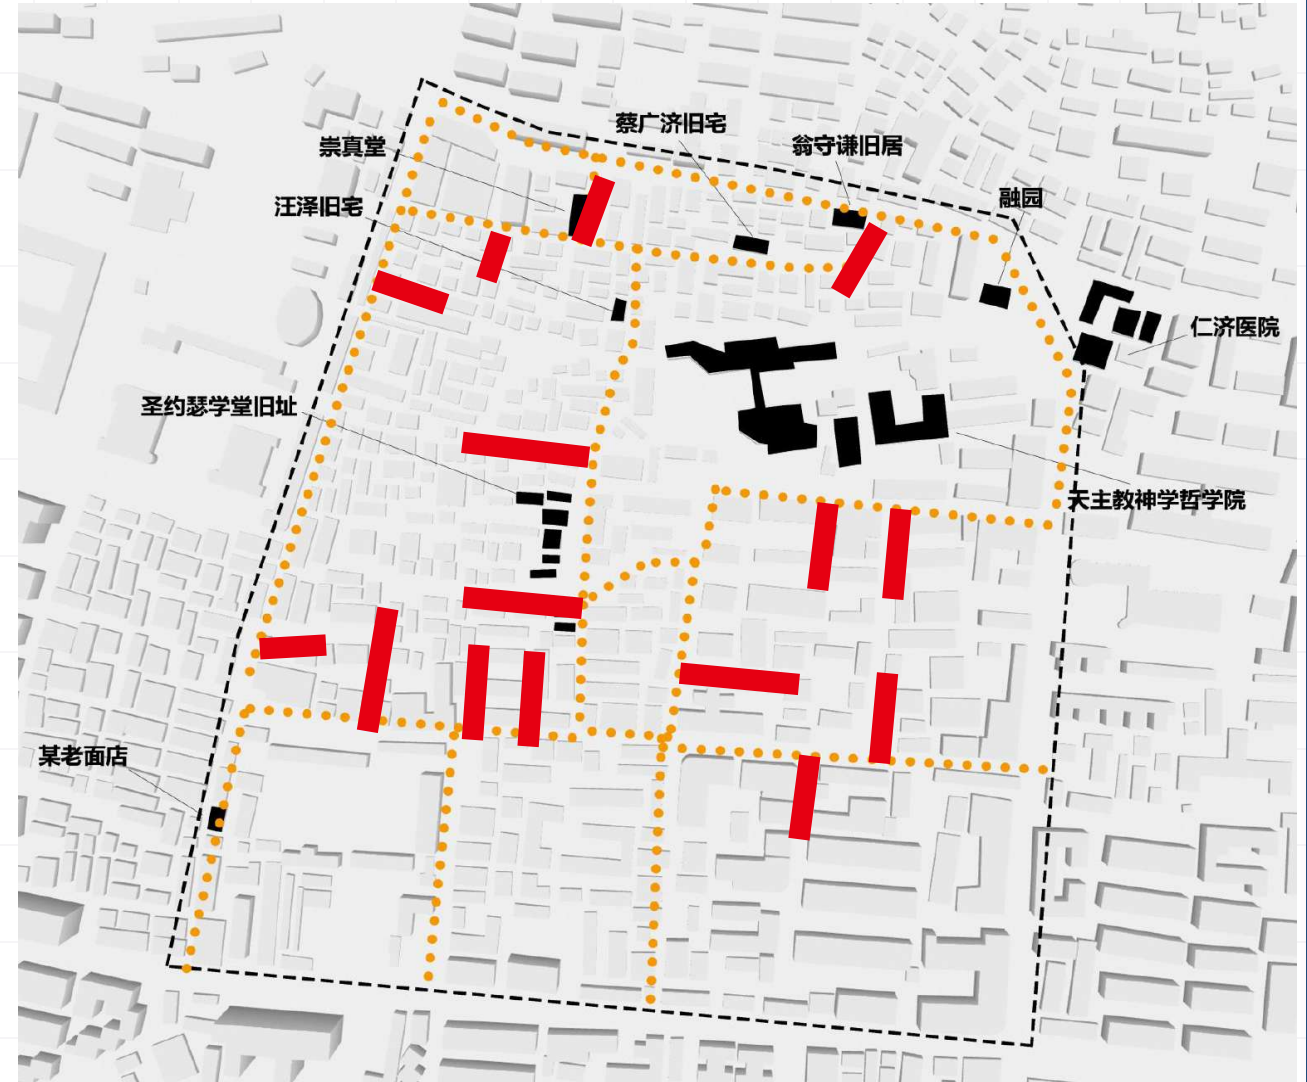 蔡广济旧宅
崇真堂
翁守谦旧居
融园
汪泽旧宅
仁济医院
圣约瑟学堂旧址
天主教神学哲学院
某老面店